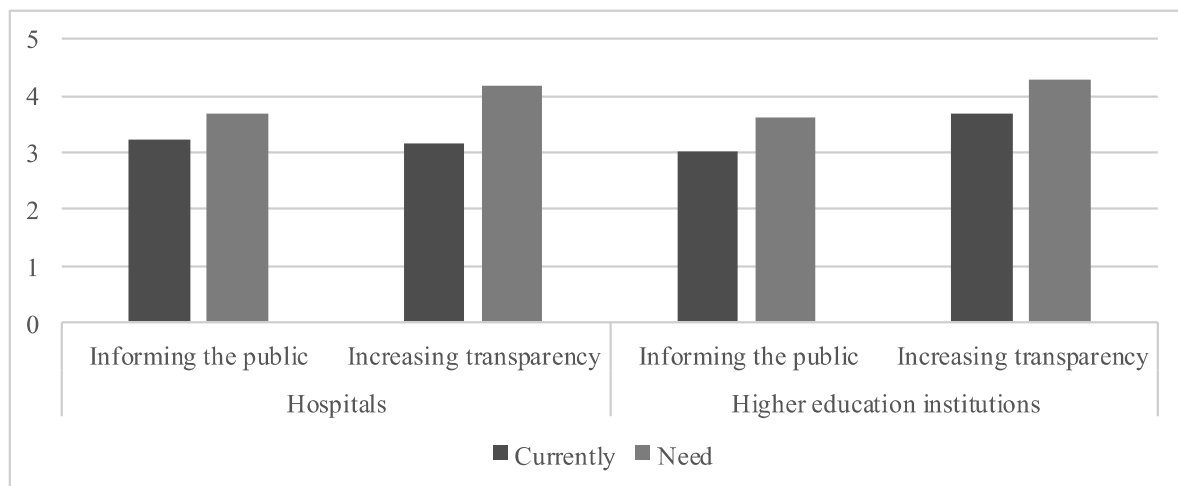 5
4
3
2
1
0
Informing the public Increasing transparency Informing the public Increasing transparency
Hospitals Higher education institutions
Currently Need